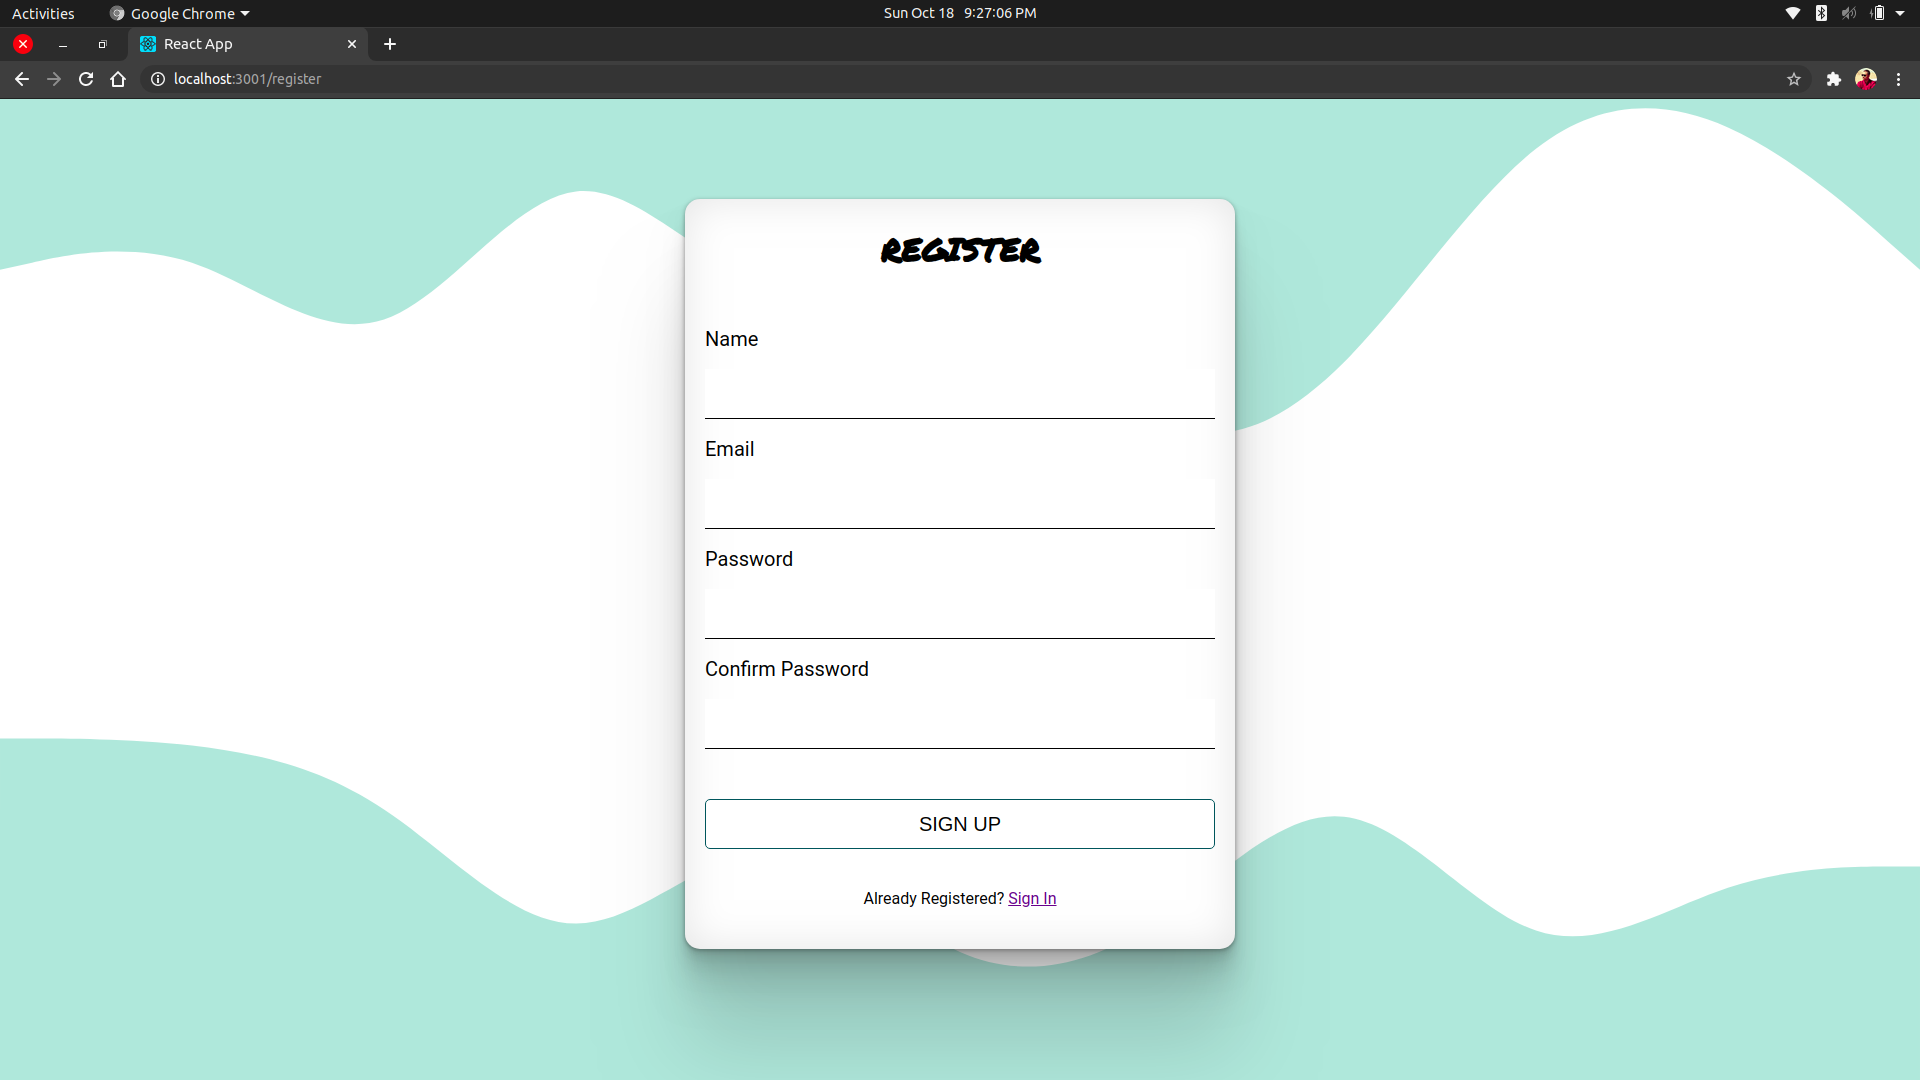 Activities
Google Chrome
Sun Oct 18 9:27:06 PM
React App
localhost:3001/register
REGISTER
Name
Email
Password
Confirm Password
SIGN UP
Already Registered? Sign In